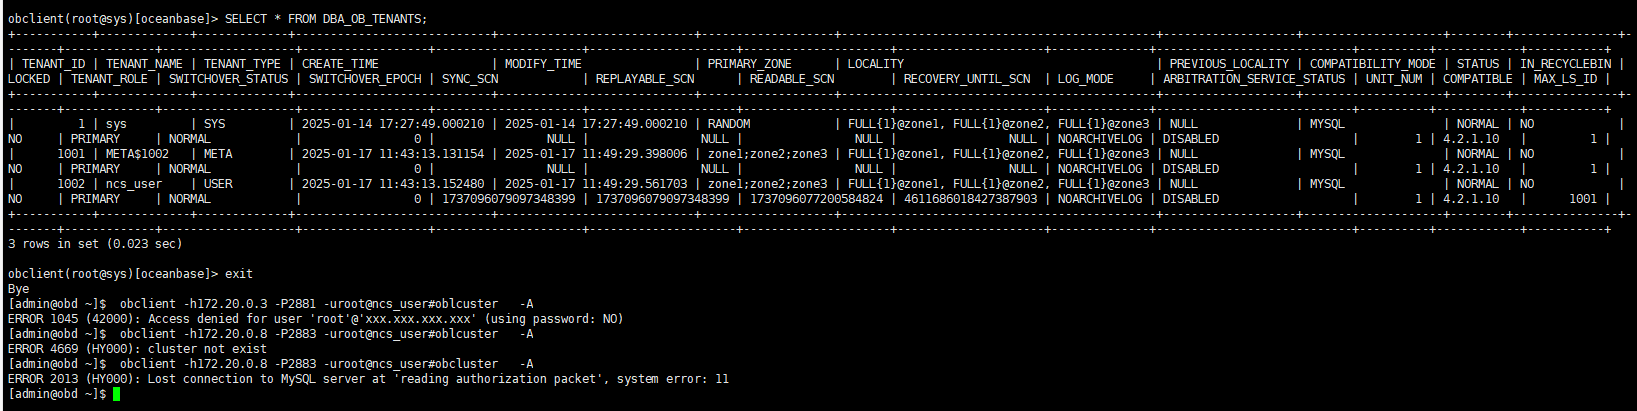 obclient(root@sys)[oceanbase]> SELECT * FROM DBA_OB_TENANTS;
+-----------+-------------+-------------+----------------------------+----------------------------+-------------------+---------------------------------------------+-------------------+--------------------+--------+---------------+-
-------+-------------+-------------------+------------------+---------------------+---------------------+---------------------+---------------------+--------------+----------------------------+----------+------------+-----------+
| TENANT_ID | TENANT_NAME | TENANT_TYPE | CREATE_TIME | MODIFY_TIME | PRIMARY_ZONE | LOCALITY | PREVIOUS_LOCALITY | COMPATIBILITY_MODE | STATUS | IN_RECYCLEBIN |
LOCKED | TENANT_ROLE | SWITCHOVER_STATUS | SWITCHOVER_EPOCH | SYNC_SCN | REPLAYABLE_SCN | READABLE_SCN | RECOVERY_UNTIL_SCN | LOG_MODE | ARBITRATION_SERVICE_STATUS | UNIT_NUM | COMPATIBLE | MAX_LS_ID |
+-----------+-------------+-------------+----------------------------+----------------------------+-------------------+---------------------------------------------+-------------------+--------------------+--------+---------------+-
-------+-------------+-------------------+------------------+---------------------+---------------------+---------------------+---------------------+--------------+----------------------------+----------+------------+-----------+
| 1 | sys | SYS | 2025-01-14 17:27:49.000210 | 2025-01-14 17:27:49.000210 | RANDOM | FULL{1}@zone1, FULL{1}@zone2, FULL{1}@zone3 | NULL | MYSQL | NORMAL | NO |
NO | PRIMARY | NORMAL | 0 | NULL | NULL | NULL | NULL | NOARCHIVELOG | DISABLED | 1 | 4.2.1.10 | 1 |
| 1001 | META$1002 | META | 2025-01-17 11:43:13.131154 | 2025-01-17 11:49:29.398006 | zone1;zone2;zone3 | FULL{1}@zone1, FULL{1}@zone2, FULL{1}@zone3 | NULL | MYSQL | NORMAL | NO |
NO | PRIMARY | NORMAL | 0 | NULL | NULL | NULL | NULL | NOARCHIVELOG | DISABLED | 1 | 4.2.1.10 | 1 |
| 1002 | ncs_user | USER | 2025-01-17 11:43:13.152480 | 2025-01-17 11:49:29.561703 | zone1;zone2;zone3 | FULL{1}@zone1, FULL{1}@zone2, FULL{1}@zone3 | NULL | MYSQL | NORMAL | NO |
NO | PRIMARY | NORMAL | 0 | 1737096079097348399 | 1737096079097348399 | 1737096077200584824 | 4611686018427387903 | NOARCHIVELOG | DISABLED | 1 | 4.2.1.10 | 1001 |
+-----------+-------------+-------------+----------------------------+----------------------------+-------------------+---------------------------------------------+-------------------+--------------------+--------+---------------+-
-------+-------------+-------------------+------------------+---------------------+---------------------+---------------------+---------------------+--------------+----------------------------+----------+------------+-----------+
3 rows in set (0.023 sec)
obclient(root@sys)[oceanbase]> exit
Bye
[admin@obd ~]$ obclient -h172.20.0.3 -P2881 -uroot@ncs_user#oblcuster -A
ERROR 1045 (42000): Access denied for user 'root'@'xxx.xxx.xxx.xxx' (using password: NO)
[admin@obd ~]$ obclient -h172.20.0.8 -P2883 -uroot@ncs_user#oblcuster -A
ERROR 4669 (HY000): cluster not exist
[admin@obd ~]$ obclient -h172.20.0.8 -P2883 -uroot@ncs_user#obcluster -A
ERROR 2013 (HY000): Lost connection to MySQL server at 'reading authorization packet', system error: 11
[admin@obd ~]$